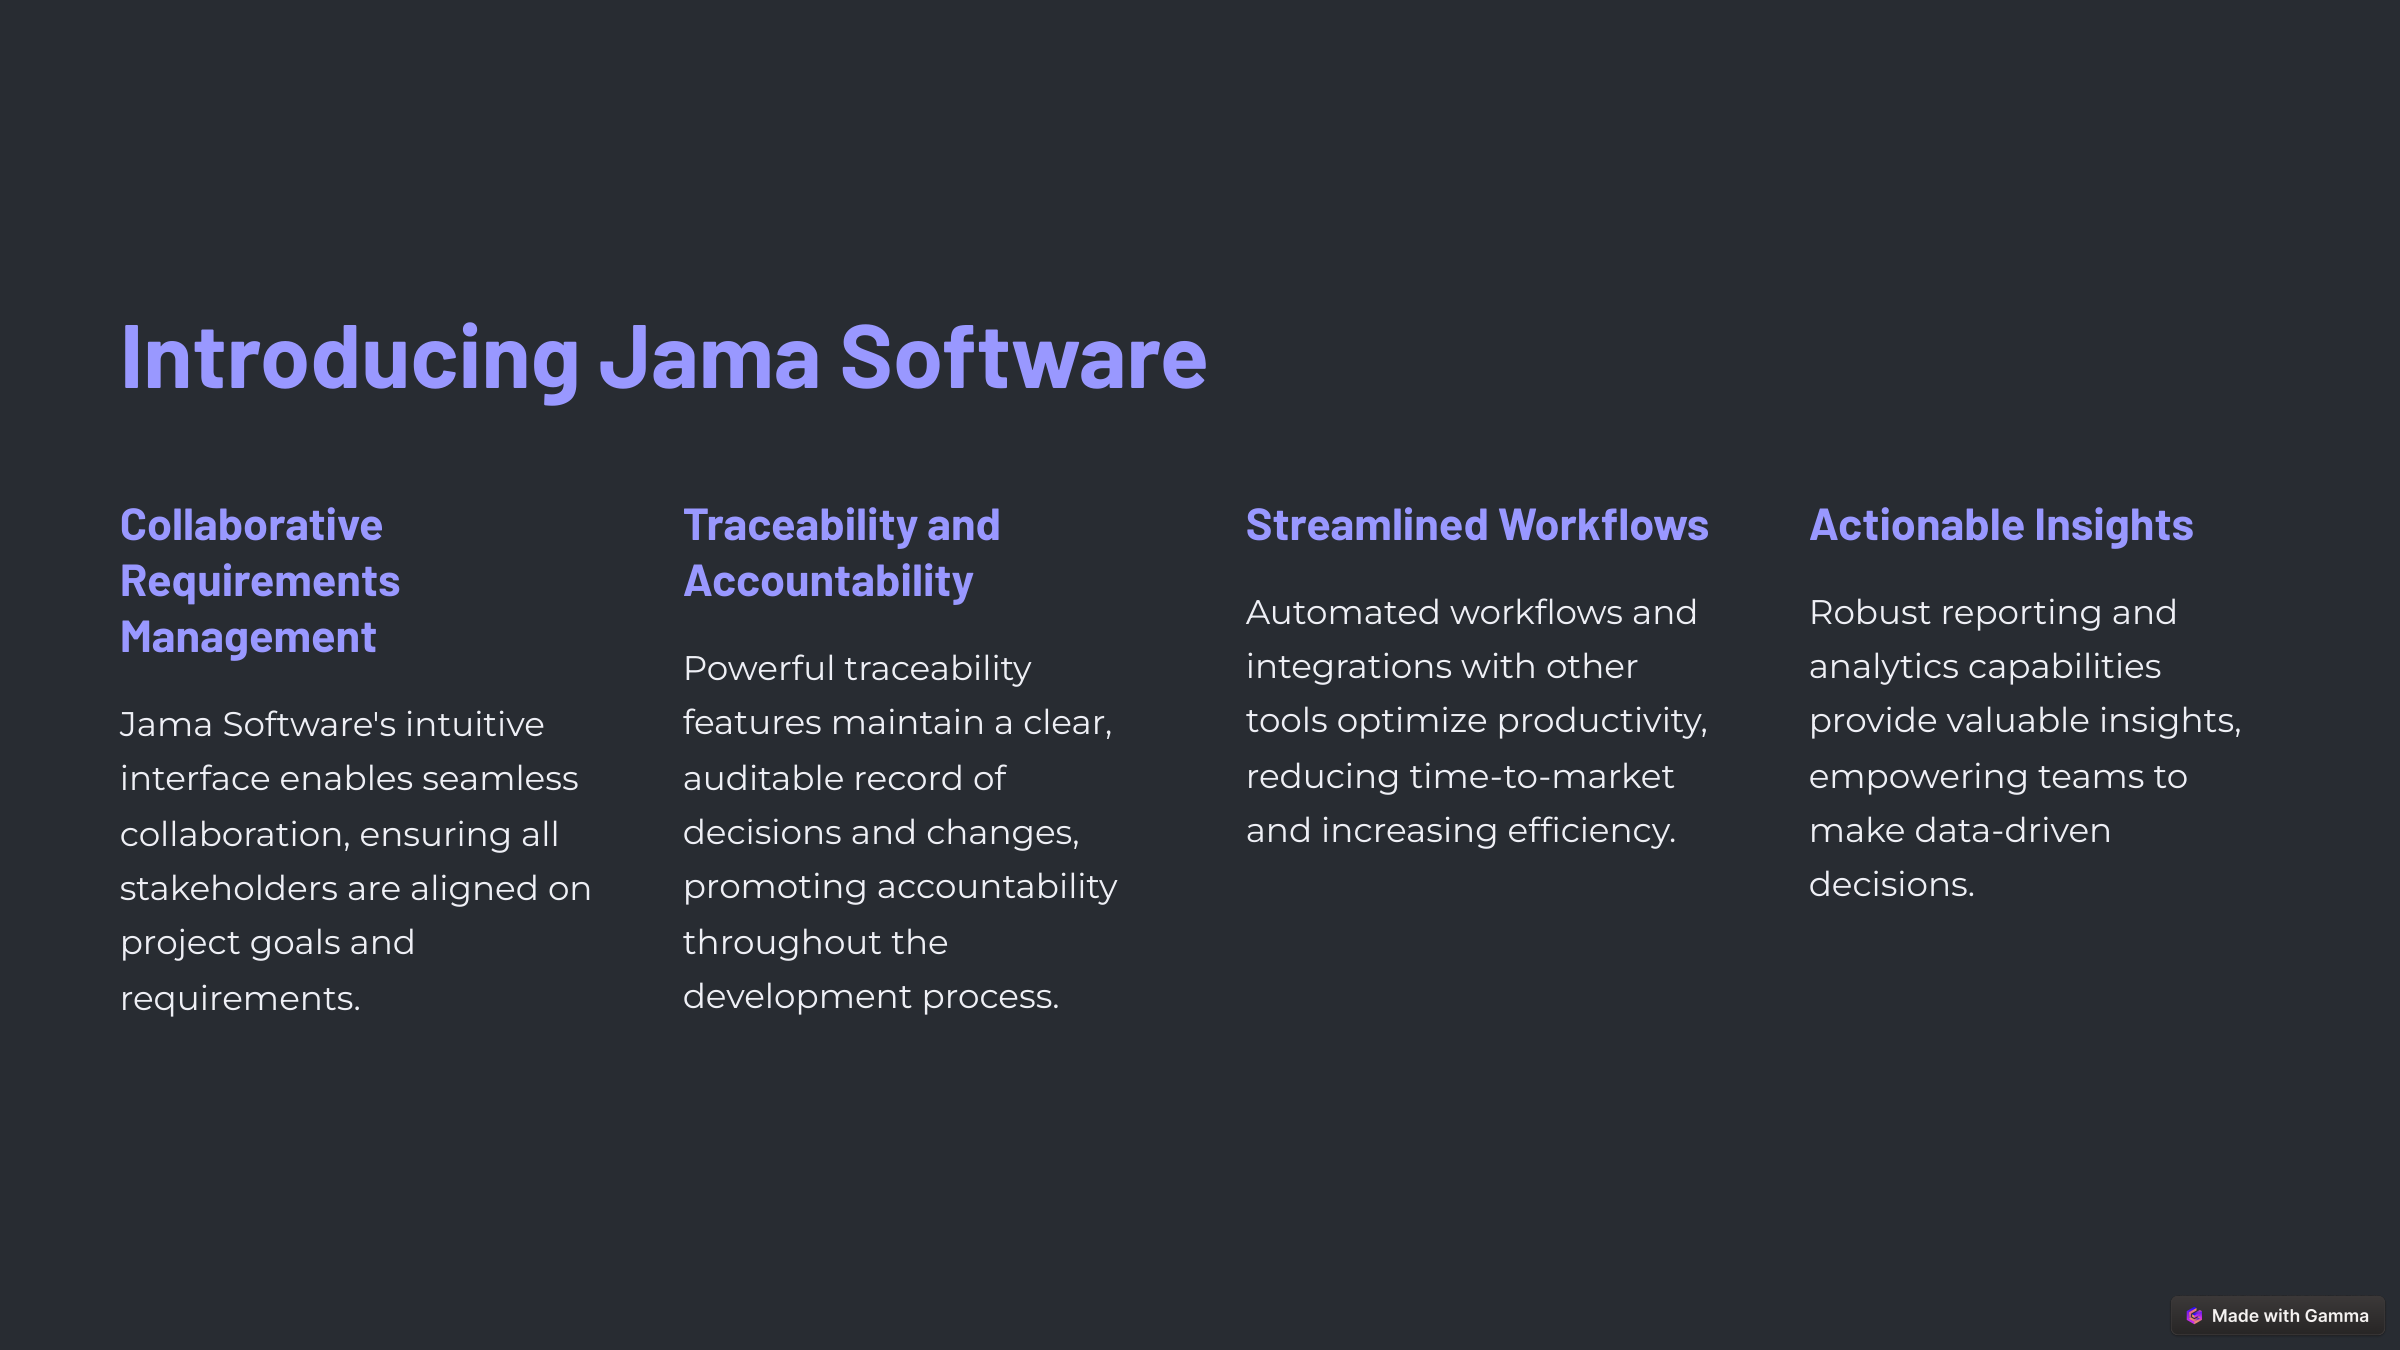 Introducing Jama Software
Collaborative
Requirements
Management
Jama Software's intuitive
interface enables seamless
collaboration, ensuring all
stakeholders are aligned on
project goals and
requirements.
Traceability and
Accountability
Powerful traceability
features maintain a clear,
auditable record of
decisions and changes,
promoting accountability
throughout the
development process.
Streamlined Workflows
Automated workflows and
integrations with other
tools optimize productivity,
reducing time-to-market
and increasing efficiency.
Actionable Insights
Robust reporting and
analytics capabilities
provide valuable insights,
empowering teams to
make data-driven
decisions.
Made with Gamma